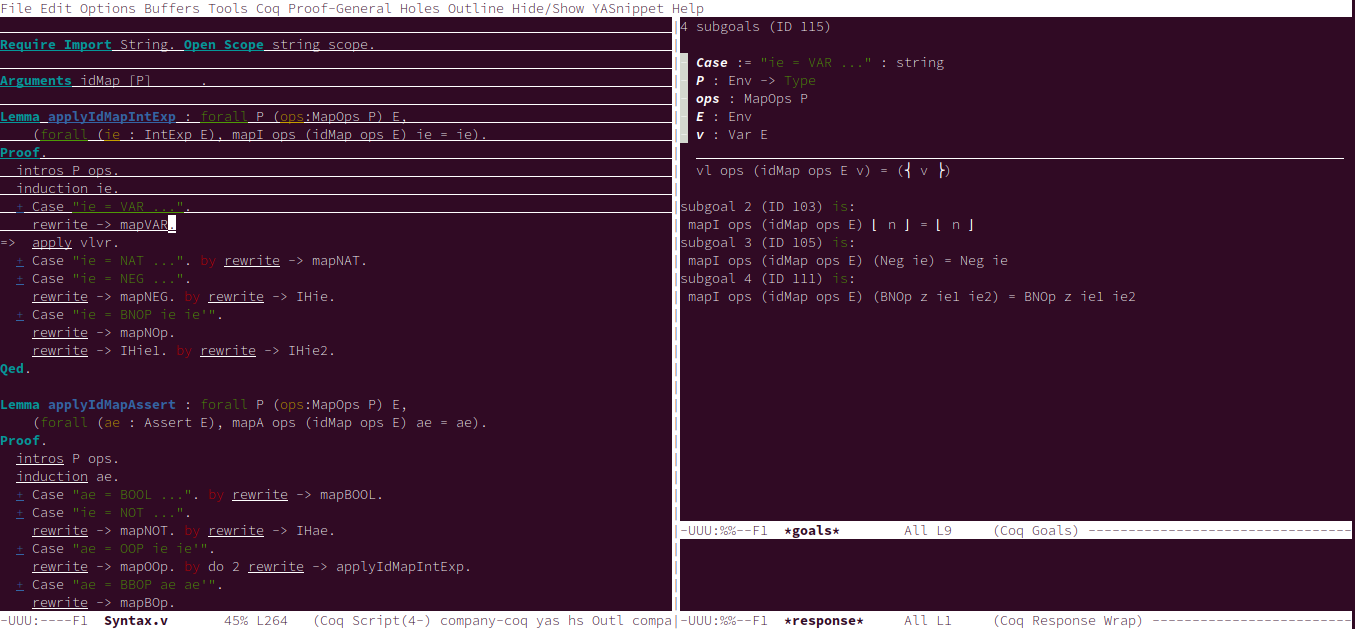 File Edit Options Buffers Tools Coq Proof-General Holes Outline Hide/Show YASnippet Help
Require Import String. Open Scope string scope.
Arguments idMap [P] .
Lemma applyIdMapIntExp : forall P (ops:MapOps P) E,
(forall (ie : IntExp E), mapI ops (idMap ops E) ie = ie).
Proof.
intros P ops.
induction ie.
+ Case "ie = VAR ...".
rewrite -> mapVAR.
=> apply vlvr.
+ Case "ie = NAT ...". by rewrite -> mapNAT.
+ Case "ie = NEG ...".
rewrite -> mapNEG. by rewrite -> IHie.
+ Case "ie = BNOP ie ie'".
rewrite -> mapNOp.
rewrite -> IHie1. by rewrite -> IHie2.
Qed.
Lemma applyIdMapAssert : forall P (ops:MapOps P) E,
(forall (ae : Assert E), mapA ops (idMap ops E) ae = ae).
Proof.
intros P ops.
induction ae.
+ Case "ae = BOOL ...". by rewrite -> mapBOOL.
+ Case "ie = NOT ...".
rewrite -> mapNOT. by rewrite -> IHae.
+ Case "ae = OOP ie ie'".
rewrite -> mapOOp. by do 2 rewrite -> applyIdMapIntExp.
+ Case "ae = BBOP ae ae'".
rewrite -> mapBOp.
-UUU:----F1 Syntax.v 45% L264 (Coq Script(4-) company-coq yas hs Outl compa
4 subgoals (ID 115)
Case := "ie = VAR ..." : string
P : Env -> Type
ops : MapOps P
E : Env
v : Var E
vl ops (idMap ops E v) = (⦃ v ⦄)
subgoal 2 (ID 103) is:
mapI ops (idMap ops E) ⌊ n ⌋ = ⌊ n ⌋
subgoal 3 (ID 105) is:
mapI ops (idMap ops E) (Neg ie) = Neg ie
subgoal 4 (ID 111) is:
mapI ops (idMap ops E) (BNOp z ie1 ie2) = BNOp z ie1 ie2
-UUU:%%--F1 *goals* All L9 (Coq Goals) ---------------------------------
-UUU:%%--F1 *response* All L1 (Coq Response Wrap) -------------------------